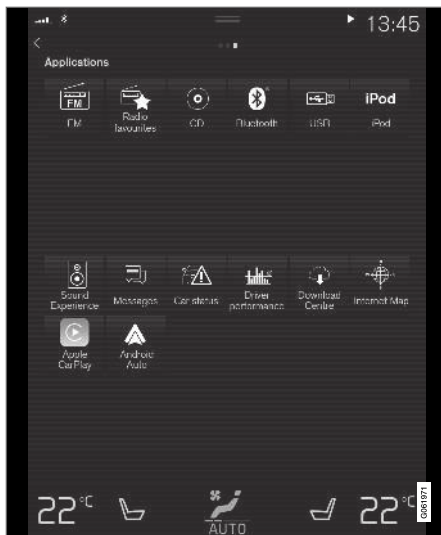 13:45
Applications
FM
iPod
FM
Radio
favourites
CD
Bluetooth
USB
iPod
Sound
Experience
Messages
Car status
Driver
performance
Download
Centre
Internet Map
Apple
CarPlay
Android
Auto
22°C
22°C
AUTO
G061971